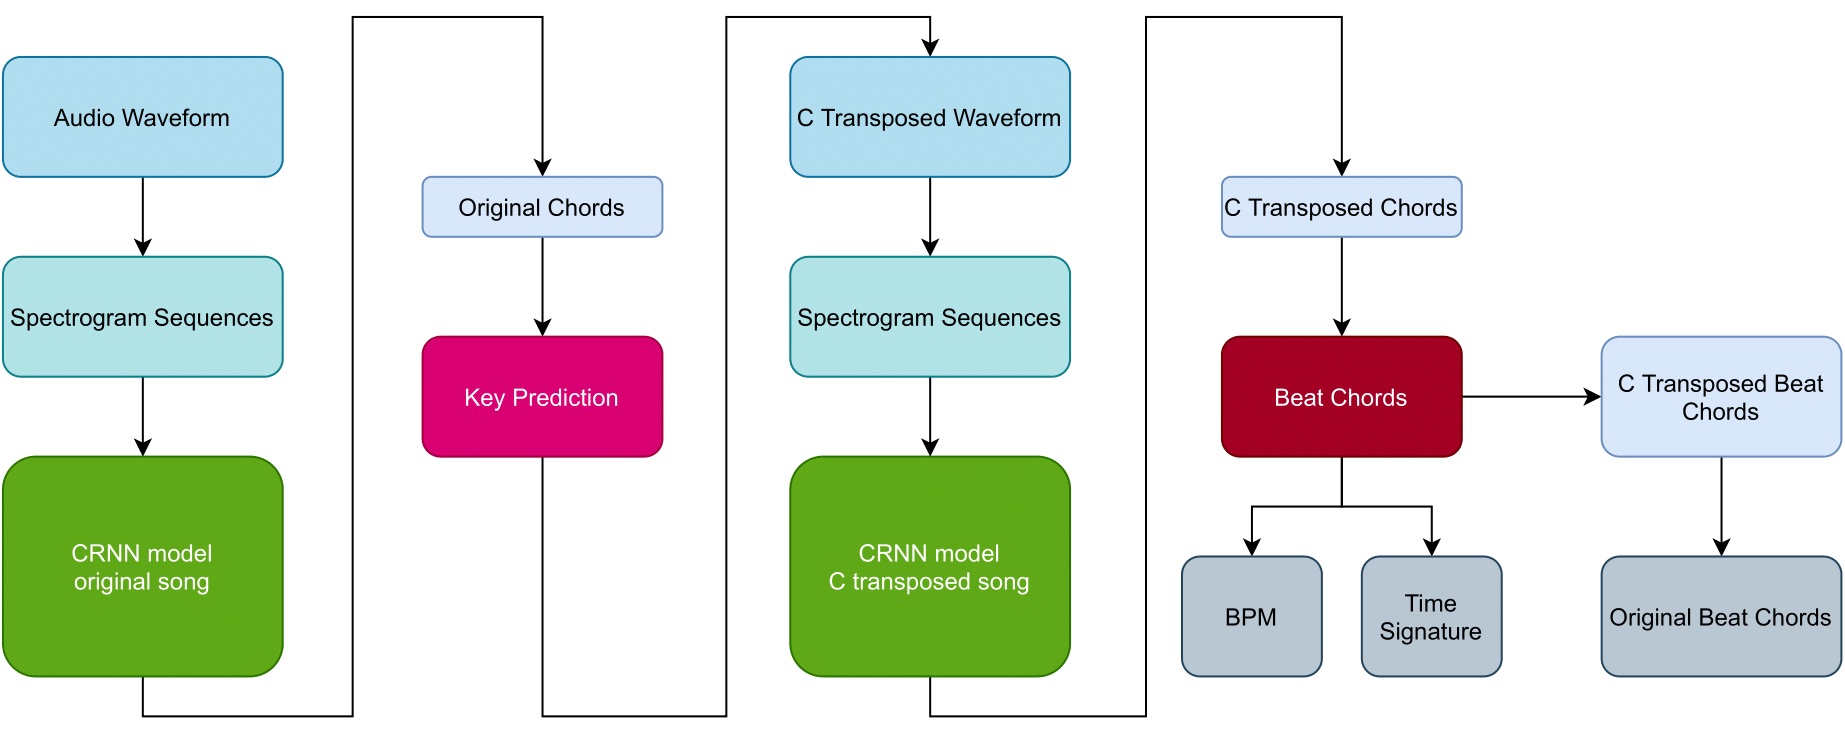 Audio Waveform
Spectrogram Sequences
CRNN model
original song
Original Chords
Key Prediction
C Transposed Waveform
Spectrogram Sequences
CRNN model
C transposed song
C Transposed Chords
Beat Chords
BPM
Time
Signature
C Transposed Beat
Chords
Original Beat Chords